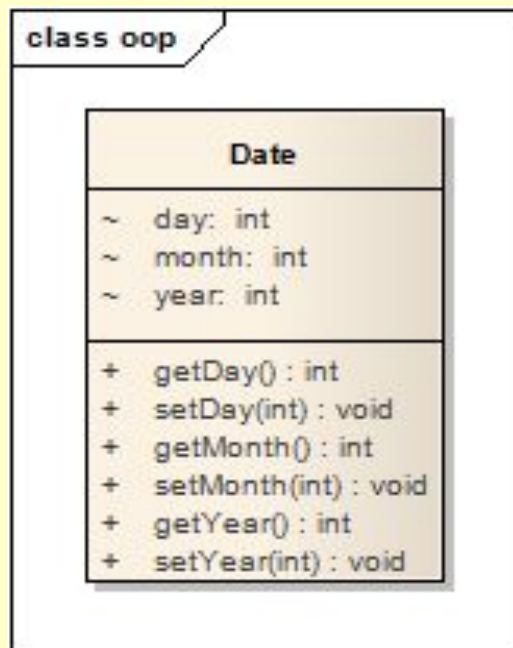 class oop
Date
~ day: int
~ month: int
~ year: int
+ getDay() : int
+ setDay(int) : void
+ getMonth() : int
+ setMonth(int) : void
+ getYear() : int
+ setYear(int) : void